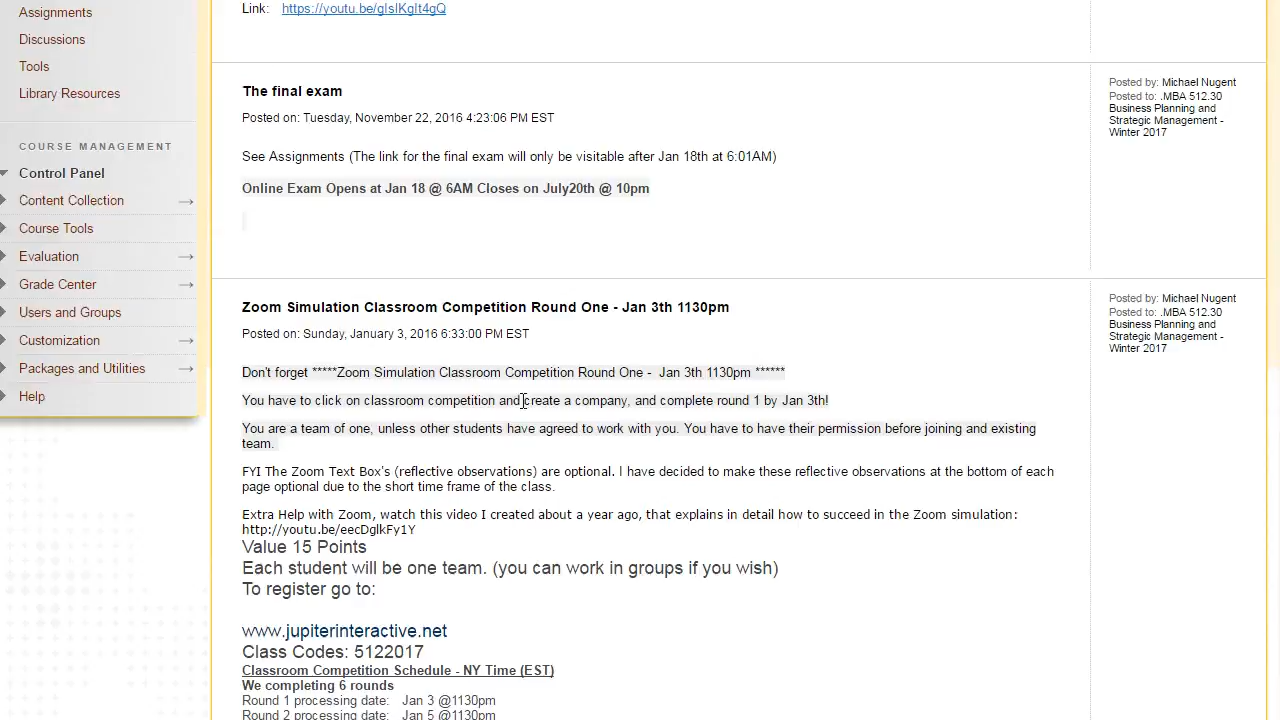 Assignments
Discussions
Tools
Library Resources
COURSE MANAGEMENT
Control Panel
Content Collection
Course Tools
Evaluation
Grade Center
Users and Groups
Customization
Packages and Utilities
Help
Link: https://youtu.be/glslKglt4gQ
The final exam
Posted on: Tuesday, November 22, 2016 4:23:06 PM EST
See Assignments (The link for the final exam will only be visitable after Jan 18th at 6:01AM)
Online Exam Opens at Jan 18 @ 6AM Closes on July20th @ 10pm
Posted by: Michael Nugent
Posted to: .MBA 512.30
Business Planning and
Strategic Management -
Winter 2017
Zoom Simulation Classroom Competition Round One - Jan 3th 1130pm
Posted on: Sunday, January 3, 2016 6:33:00 PM EST
Don't forget *****Zoom Simulation Classroom Competition Round One - Jan 3th 1130pm ******
You have to click on classroom competition and create a company, and complete round 1 by Jan 3th!
You are a team of one, unless other students have agreed to work with you. You have to have their permission before joining and existing
team.
FYI The Zoom Text Box's (reflective observations) are optional. I have decided to make these reflective observations at the bottom of each
page optional due to the short time frame of the class.
Extra Help with Zoom, watch this video I created about a year ago, that explains in detail how to succeed in the Zoom simulation:
http://youtu.be/eecDglkFy1Y
Value 15 Points
Each student will be one team. (you can work in groups if you wish)
To register go to:
www.jupiterinteractive.net
Class Codes: 5122017
Classroom Competition Schedule - NY Time (EST)
We completing 6 rounds
Round 1 processing date: Jan 3 @1130pm
Round 2 processing date: Jan 5 @1130pm
Posted by: Michael Nugent
Posted to: .MBA 512.30
Business Planning and
Strategic Management -
Winter 2017